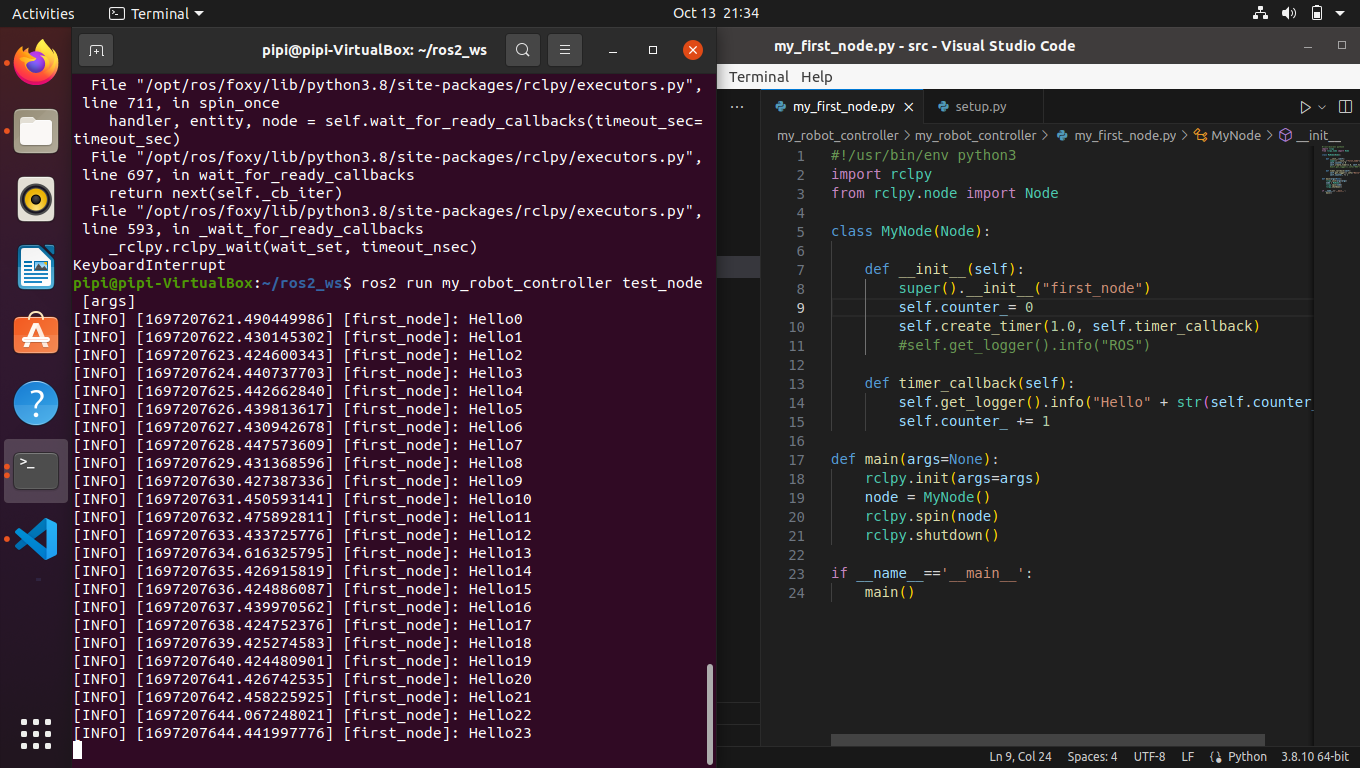 Activities
Terminal
Oct 13 21:34
pipi@pipi-VirtualBox: ~/ros2_ws
File "/opt/ros/foxy/lib/python3.8/site-packages/rclpy/executors.py",
line 711, in spin_once
handler, entity, node = self.wait_for_ready_callbacks(timeout_sec=
timeout_sec)
File "/opt/ros/foxy/lib/python3.8/site-packages/rclpy/executors.py",
line 697, in wait_for_ready_callbacks
return next(self._cb_iter)
File "/opt/ros/foxy/lib/python3.8/site-packages/rclpy/executors.py",
line 593, in _wait_for_ready_callbacks
_rclpy.rclpy_wait(wait_set, timeout_nsec)
KeyboardInterrupt
pipi@pipi-VirtualBox:~/ros2_ws$ ros2 run my_robot_controller test_node
[args]
[INFO] [1697207621.490449986] [first_node]: Hello0
[INFO] [1697207622.430145302] [first_node]: Hello1
[INFO] [1697207623.424600343] [first_node]: Hello2
[INFO] [1697207624.440737703] [first_node]: Hello3
[INFO] [1697207625.442662840] [first_node]: Hello4
[INFO] [1697207626.439813617] [first_node]: Hello5
[INFO] [1697207627.430942678] [first_node]: Hello6
[INFO] [1697207628.447573609] [first_node]: Hello7
[INFO] [1697207629.431368596] [first_node]: Hello8
[INFO] [1697207630.427387336] [first_node]: Hello9
[INFO] [1697207631.450593141] [first_node]: Hello10
[INFO] [1697207632.475892811] [first_node]: Hello11
[INFO] [1697207633.433725776] [first_node]: Hello12
[INFO] [1697207634.616325795] [first_node]: Hello13
[INFO] [1697207635.426915819] [first_node]: Hello14
[INFO] [1697207636.424886087] [first_node]: Hello15
[INFO] [1697207637.439970562] [first_node]: Hello16
[INFO] [1697207638.424752376] [first_node]: Hello17
[INFO] [1697207639.425274583] [first_node]: Hello18
[INFO] [1697207640.424480901] [first_node]: Hello19
[INFO] [1697207641.426742535] [first_node]: Hello20
[INFO] [1697207642.458225925] [first_node]: Hello21
[INFO] [1697207644.067248021] [first_node]: Hello22
[INFO] [1697207644.441997776] [first_node]: Hello23
my_first_node.py - src - Visual Studio Code
Terminal Help
my_first_node.py
setup.py
my_robot_controller > my_robot_controller > my_first_node.py > MyNode > __init__
1 #!/usr/bin/env python3
2 import rclpy
3 from rclpy.node import Node
4
5 class MyNode(Node):
6
7 def __init__(self):
8 super().__init__("first_node")
9 self.counter_= 0
10 self.create_timer(1.0, self.timer_callback)
11 #self.get_logger().info("ROS")
12
13 def timer_callback(self):
14 self.get_logger().info("Hello" + str(self.counter_
15 self.counter_ += 1
16
17 def main(args=None):
18 rclpy.init(args=args)
19 node = MyNode()
20 rclpy.spin(node)
21 rclpy.shutdown()
22
23 if __name__=='__main__':
24 main()
Ln 9, Col 24 Spaces: 4 UTF-8 LF Python 3.8.10 64-bit